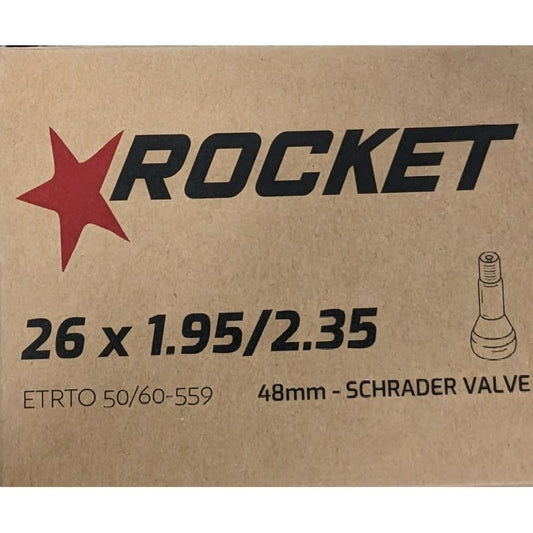 ROCKET
26 x 1.95/2.35
ETRTO 50/60-559 48mm - SCHRADER VALVE